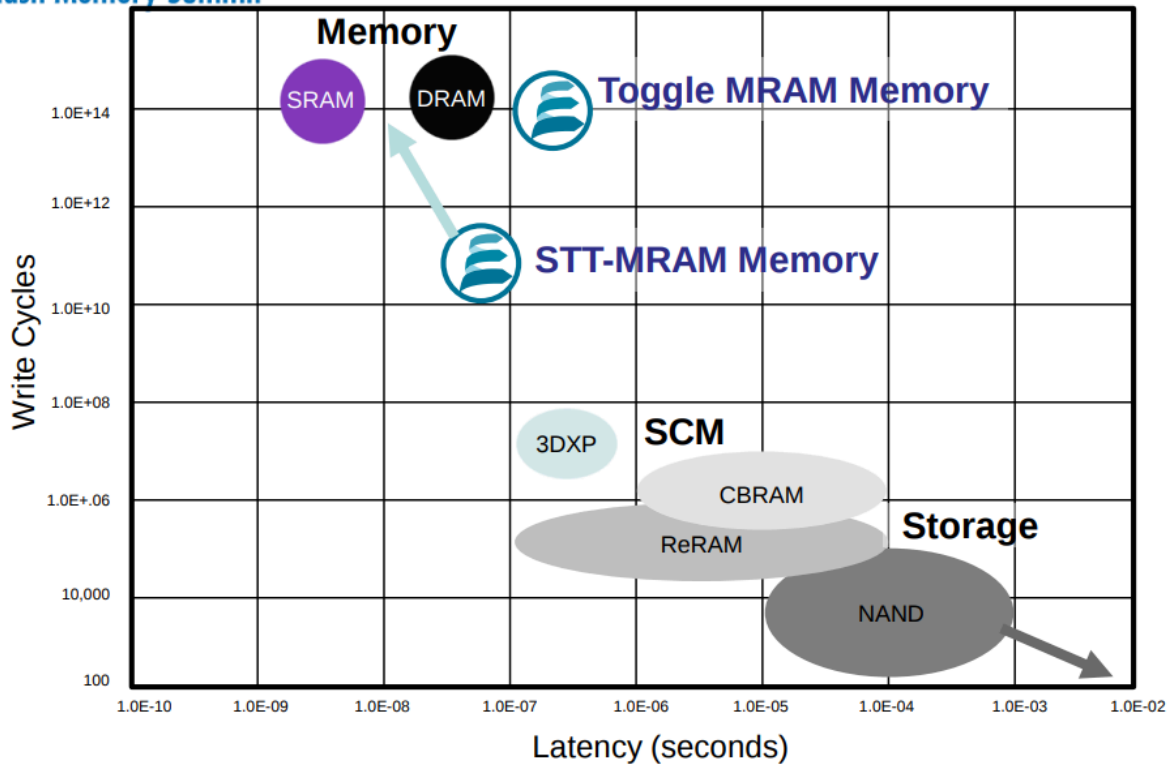 Memory
SRAM
DRAM
Toggle MRAM Memory
1.0E+14
1.0E+12
STT-MRAM Memory
1.0E+10
Write Cycles
1.0E+08
3DXP
SCM
CBRAM
1.0E+.06
Storage
ReRAM
10,000
NAND
100
1.0E-10 1.0E-09 1.0E-08 1.0E-07 1.0E-06 1.0E-05 1.0E-04 1.0E-03 1.0E-02
Latency (seconds)